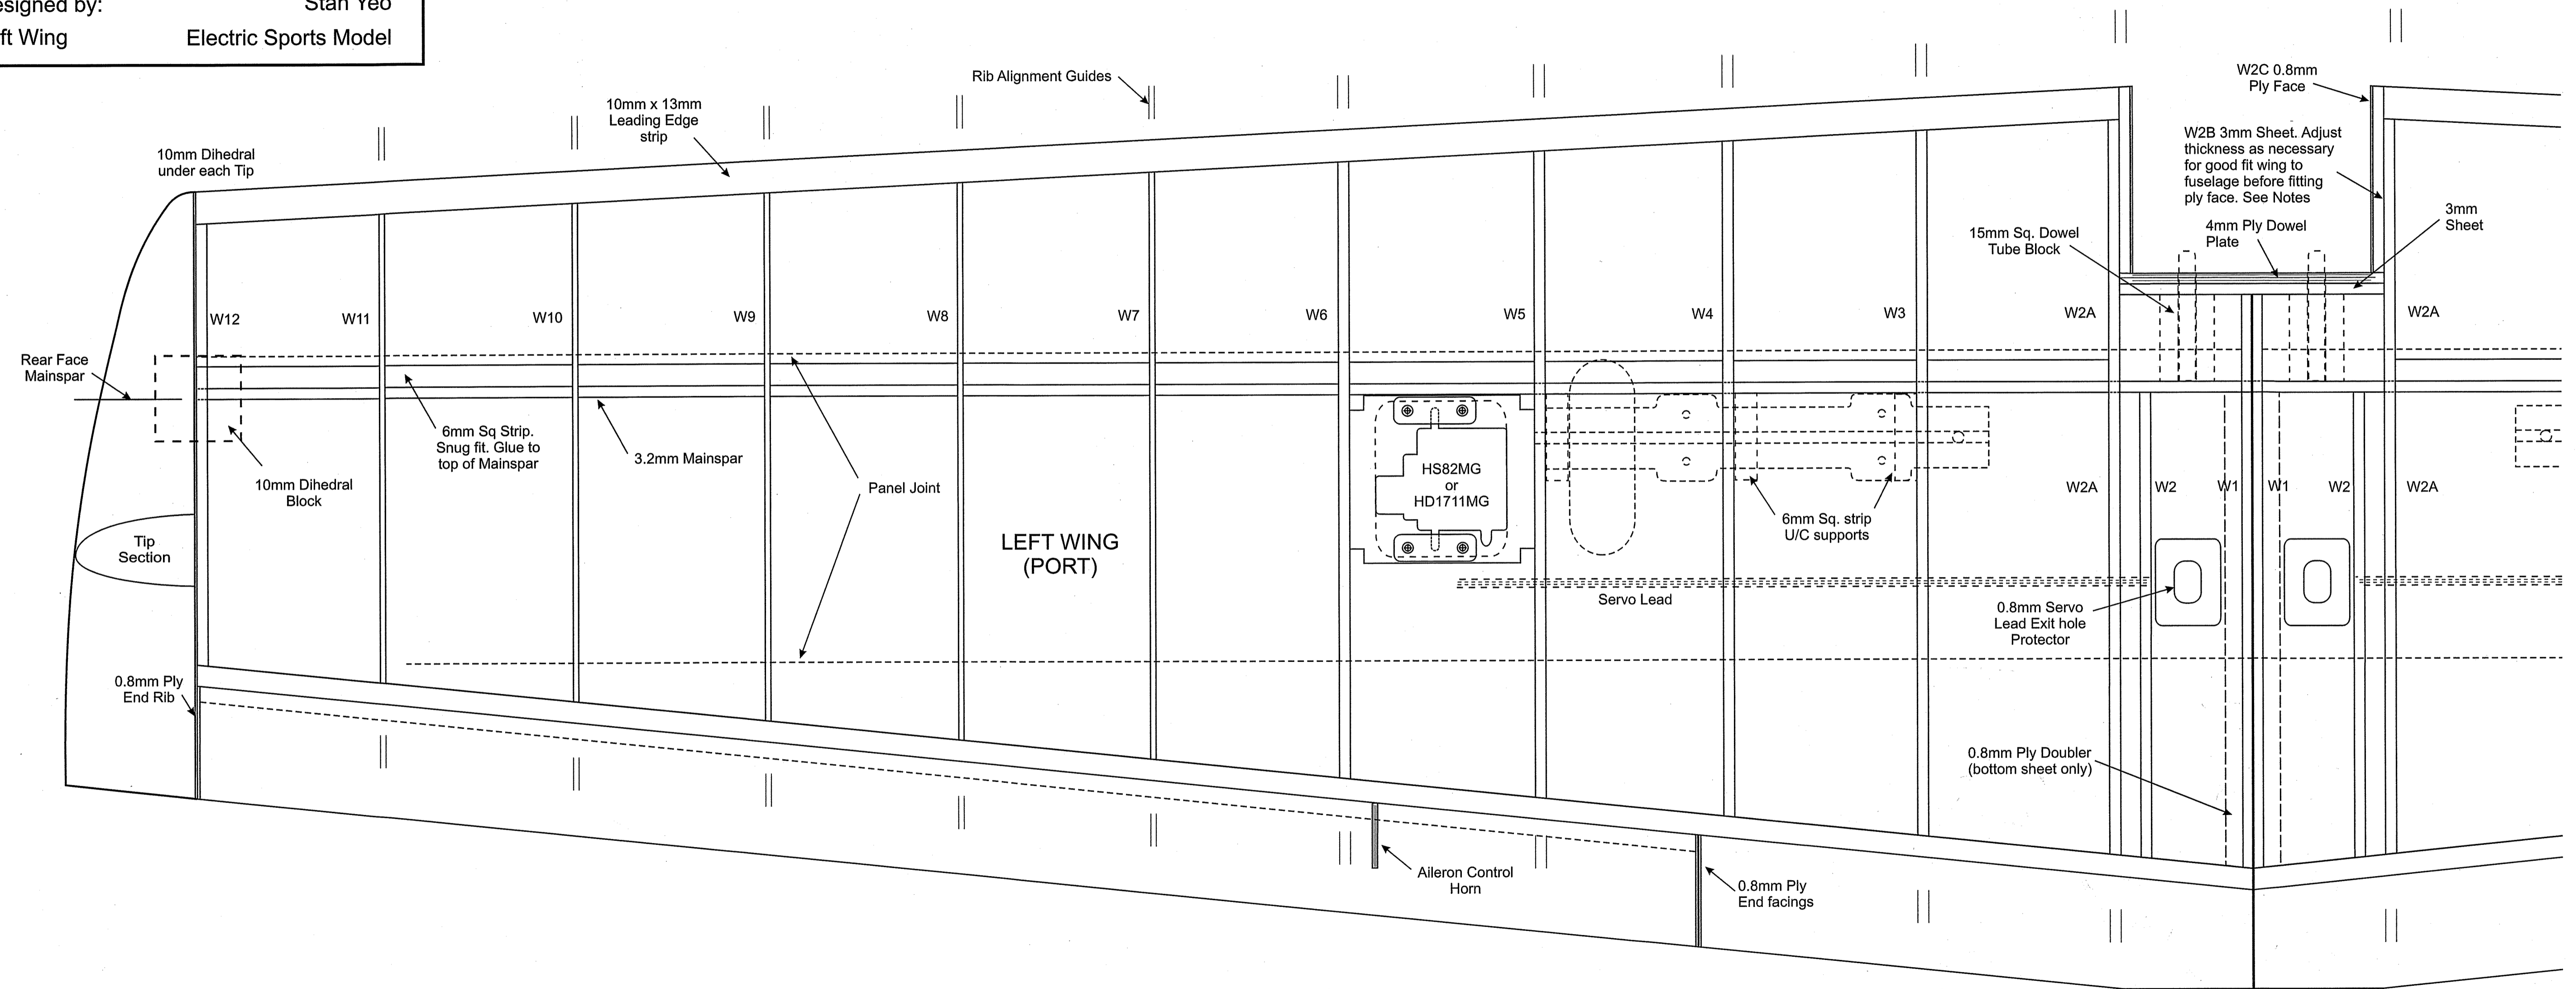 Stan Yeo
ft Wing
Electric Sports Model
Rib Alignment Guides
10mm x 13mm
Leading Edge
strip
10mm Dihedral
under each Tip
W2C 0.8mm
Ply Face
W2B 3mm Sheet. Adjust
thickness as necessary
for good fit wing to
fuselage before fitting
ply face. See Notes
3mm
Sheet
15mm Sq. Dowel
Tube Block
4mm Ply Dowel
Plate
W12
W11
W10
W9
W8
W7
W6
W5
W4
W3
W2A
W2A
Rear Face
Mainspar
6mm Sq Strip.
Snug fit. Glue to
top of Mainspar
3.2mm Mainspar
10mm Dihedral
Block
Panel Joint
HS82MG
or
HD1711MG
W2A
W2
W1
W1
W2
W2A
6mm Sq. strip
U/C supports
Tip
Section
LEFT WING
(PORT)
Servo Lead
0.8mm Servo
Lead Exit hole
Protector
0.8mm Ply
End Rib
0.8mm Ply Doubler
(bottom sheet only)
Aileron Control
Horn
0.8mm Ply
End facings